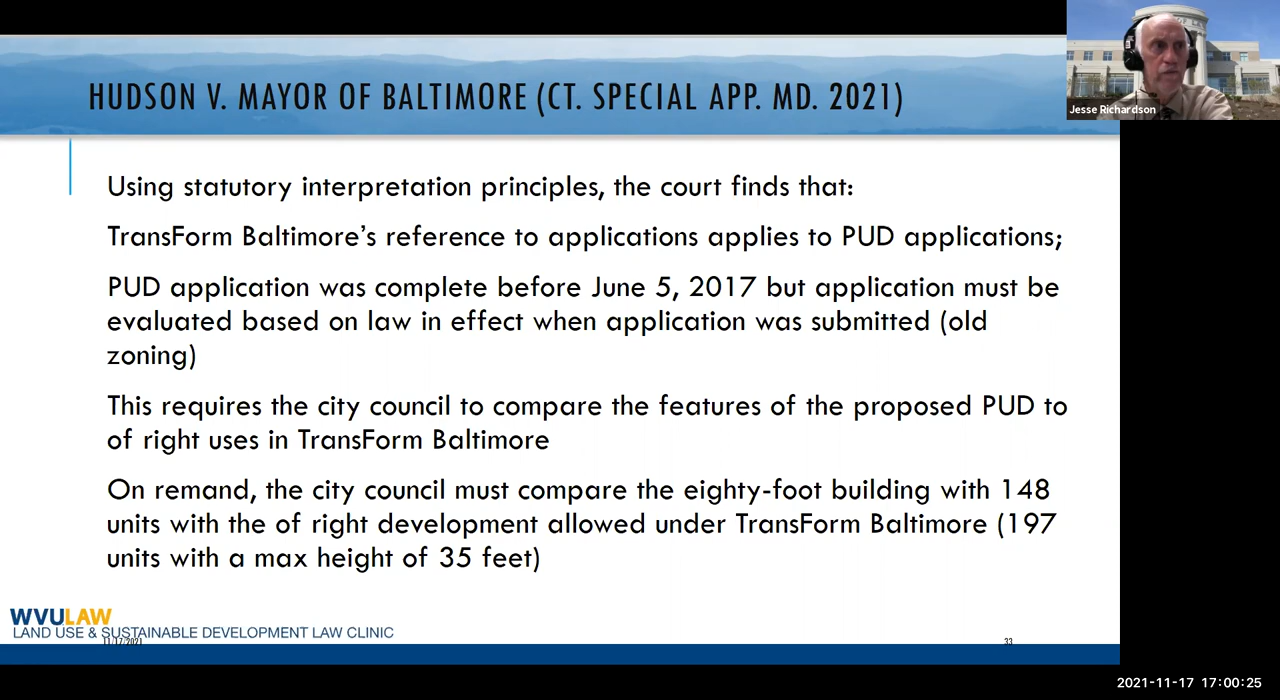 HUDSON V. MAYOR OF BALTIMORE (CT. SPECIAL APP. MD. 2021)
Jesse Richardson
Using statutory interpretation principles, the court finds that:
TransForm Baltimore’s reference to applications applies to PUD applications;
PUD application was complete before June 5, 2017 but application must be
evaluated based on law in effect when application was submitted (old
zoning)
This requires the city council to compare the features of the proposed PUD to
of right uses in TransForm Baltimore
On remand, the city council must compare the eighty-foot building with 148
units with the of right development allowed under TransForm Baltimore (197
units with a max height of 35 feet)
WVULAW
LAND USE & SUSTAINABLE DEVELOPMENT LAW CLINIC
11/17/2021
33
2021-11-17 17:00:25